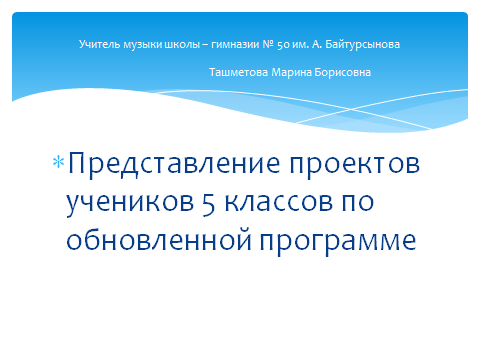 Учитель музыки школы – гимназии № 50 им. А. Байтурсынова
Ташметова Марина Борисовна
*Представление проектов
учеников 5 классов по
обновленной программе